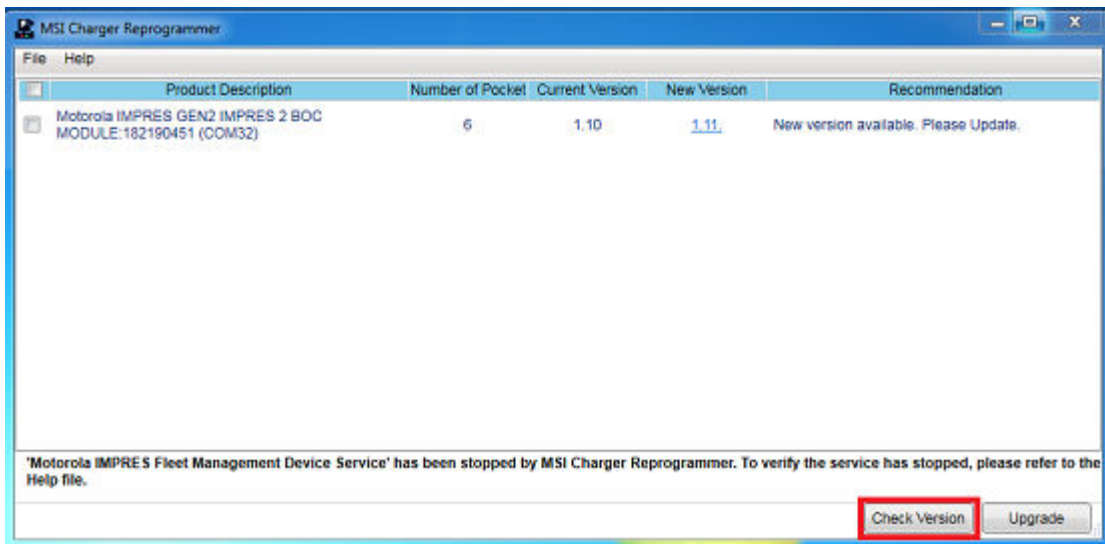 MSI Charger Reprogrammer
File Help
Product Description Number of Pocket Current Version New Version Recommendation
Motorola IMPRES GEN2 IMPRES 2 BOC
MODULE:182190451 (COM32) 6 1.10 1.11. New version available. Please Update.
'Motorola IMPRES Fleet Management Device Service' has been stopped by MSI Charger Reprogrammer. To verify the service has stopped, please refer to the
Help file.
Check Version Upgrade